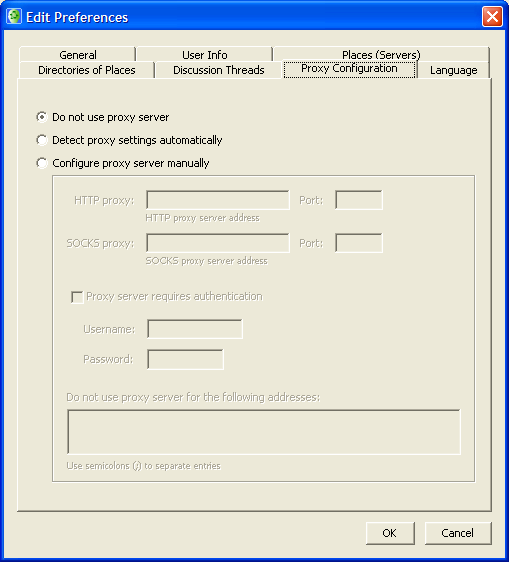 Edit Preferences
General User Info Places (Servers)
Directories of Places Discussion Threads Proxy Configuration Language
Do not use proxy server
Detect proxy settings automatically
Configure proxy server manually
HTTP proxy: Port:
HTTP proxy server address
SOCKS proxy: Port:
SOCKS proxy server address
Proxy server requires authentication
Username:
Password:
Do not use proxy server for the following addresses:
Use semicolons (;) to separate entries
OK Cancel